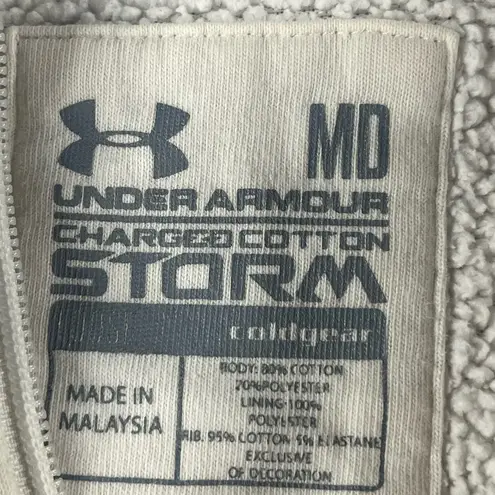 MD
UNDER ARMOUR
CHARGED COTTON
STORM
coldgear
MADE IN
MALAYSIA
BODY: 80% COTTON
20%POLYESTER
LINING-100%
POLYESTER
RIB. 95% COTTON 5% ELASTANE
EXCLUSIVE
OF DECORATION